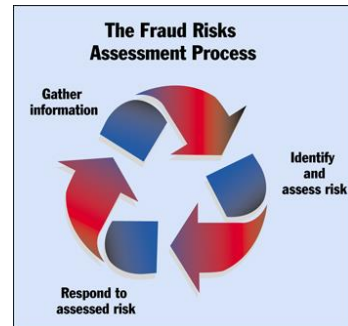 The Fraud Risks
Assessment Process
Gather
information
Identify
and
assess risk
Respond to
assessed risk